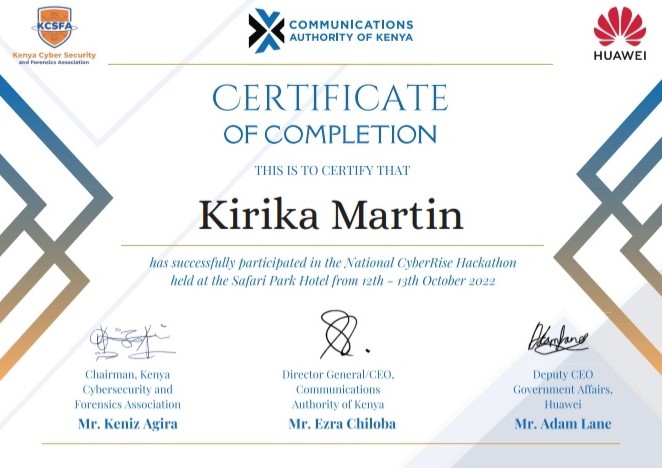 KCSFA
Kenya Cyber Security
and Forensics Association
COMMUNICATIONS
AUTHORITY OF KENYA
HUAWEI
CERTIFICATE
OF COMPLETION
THIS IS TO CERTIFY THAT
Kirika Martin
has successfully participated in the National CyberRise Hackathon
held at the Safari Park Hotel from 12th - 13th October 2022
Chairman, Kenya
Cybersecurity and
Forensics Association
Mr. Keniz Agira
Director General/CEO,
Communications
Authority of Kenya
Mr. Ezra Chiloba
Deputy CEO
Government Affairs,
Huawei
Mr. Adam Lane